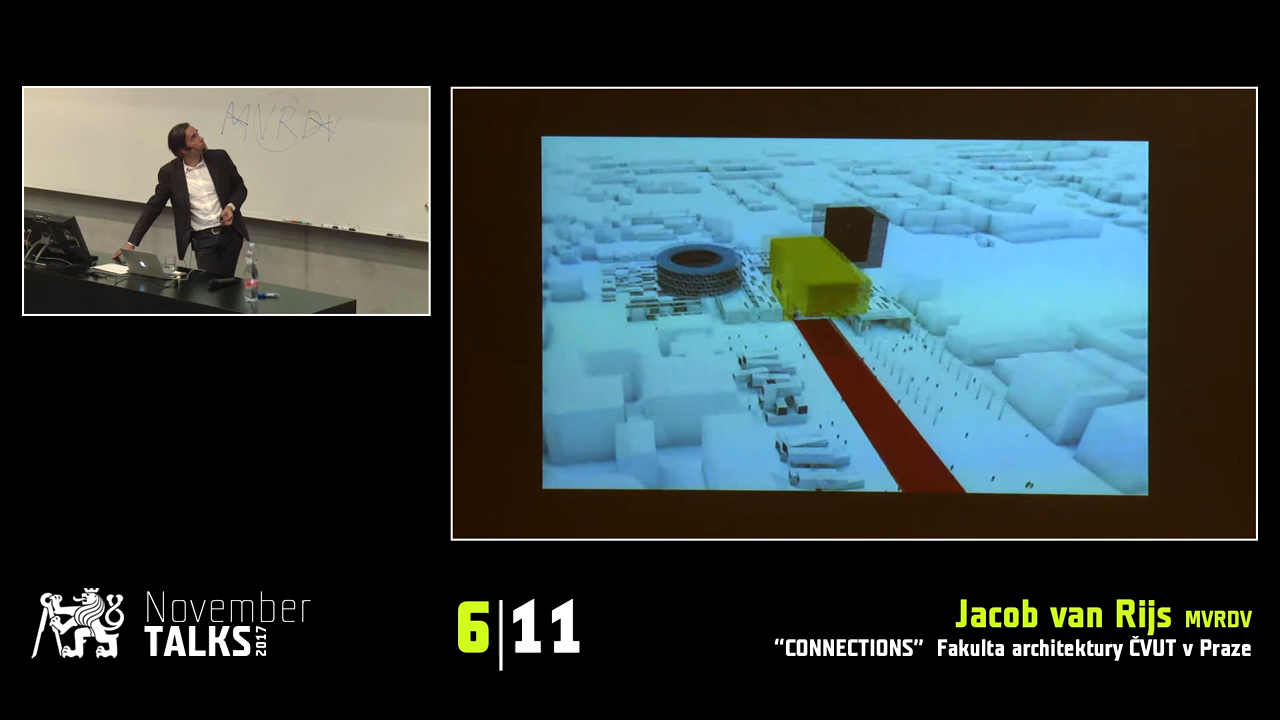 MVRDV
November
TALKS 2017
6|11
Jacob van Rijs MVRDV
“CONNECTIONS” Fakulta architektury ČVUT v Praze